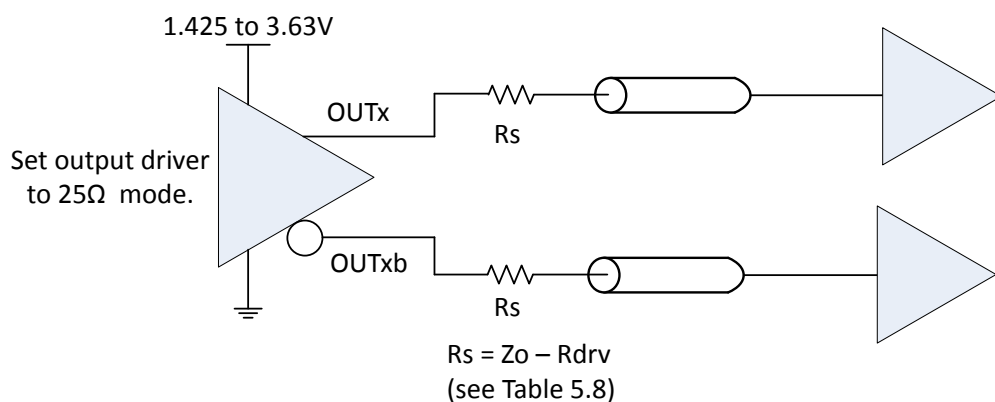 1.425 to 3.63V
OUTx
Rs
Set output driver
to 25Ω mode.
OUTxb
Rs
Rs = Zo – Rdrv
(see Table 5.8)